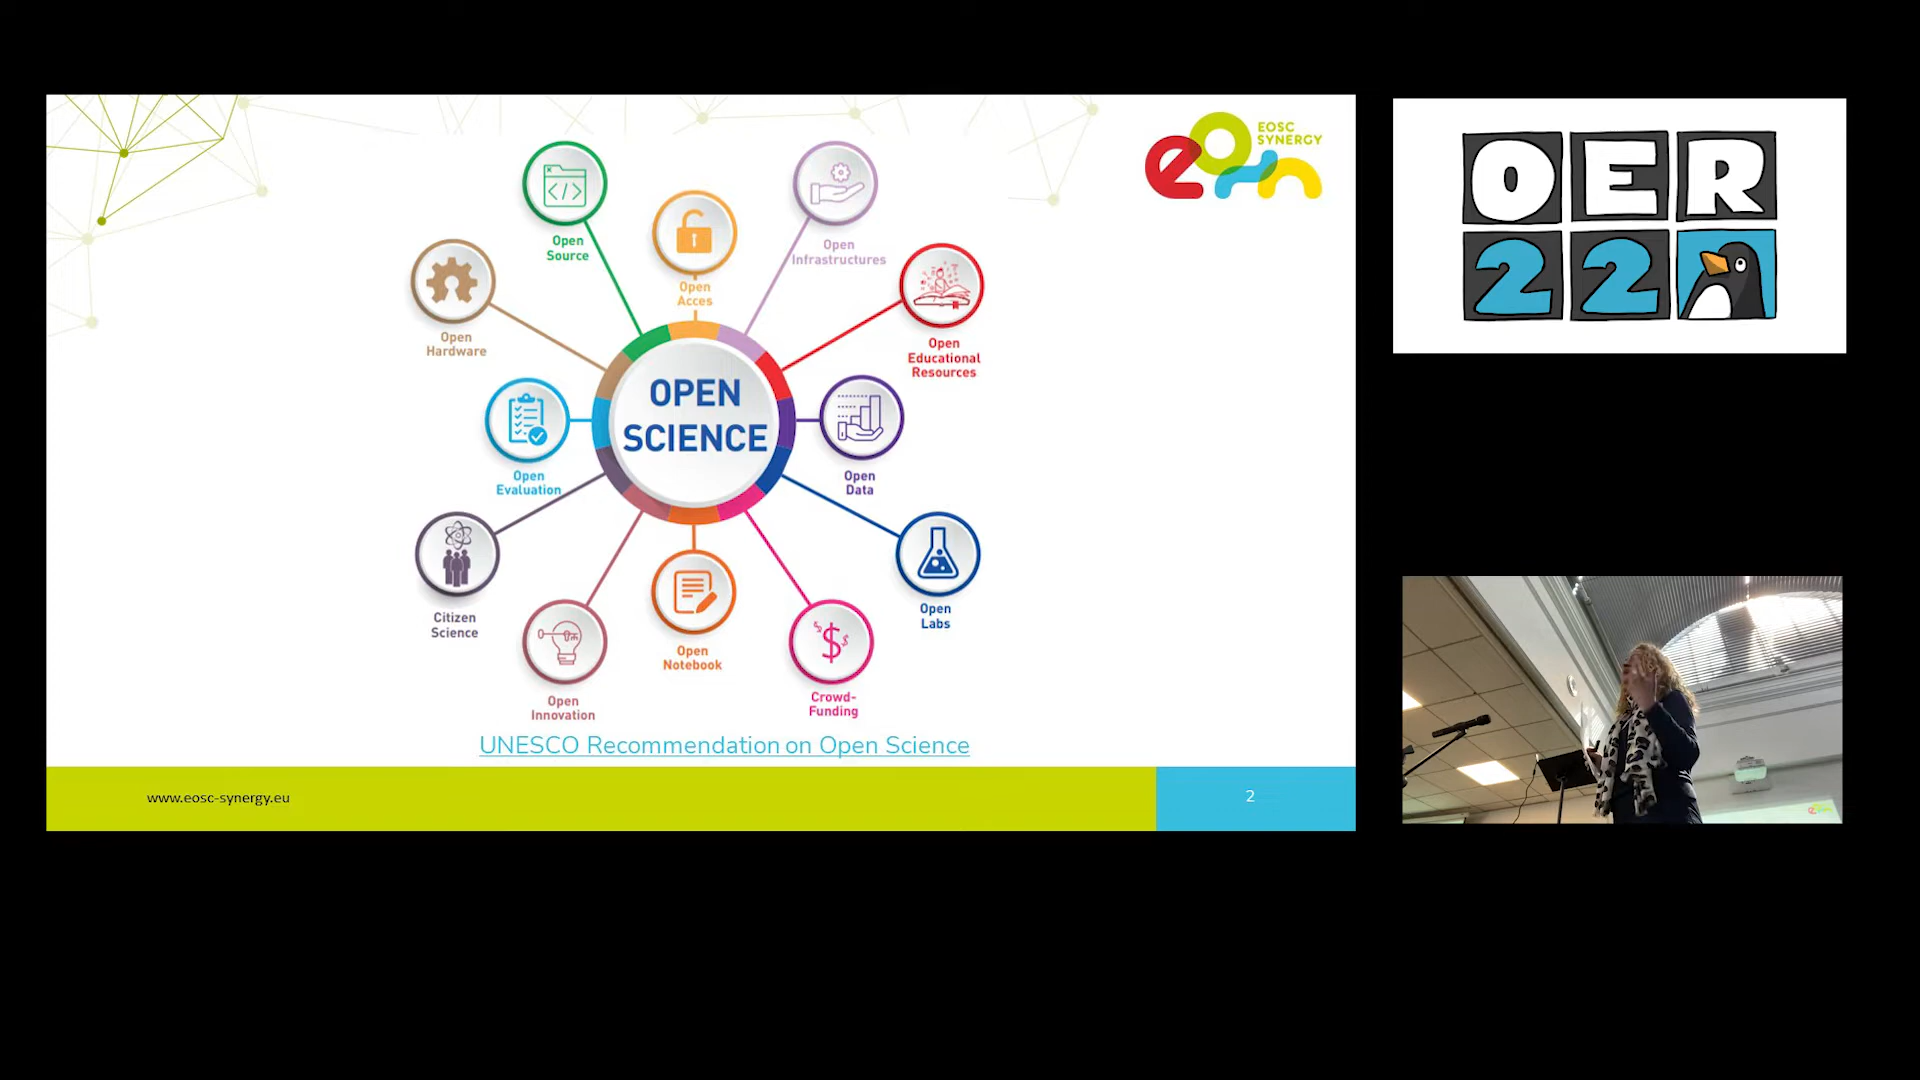 EOSC
SYNERGY
eosc
Open
Source
Open
Acces
Open
Infrastructures
Open
Hardware
Open
Educational
Resources
OPEN
SCIENCE
Open
Evaluation
Open
Data
Citizen
Science
Open
Labs
Open
Innovation
Open
Notebook
$
Crowd-
Funding
UNESCO Recommendation on Open Science
www.eosc-synergy.eu
2
OER
22